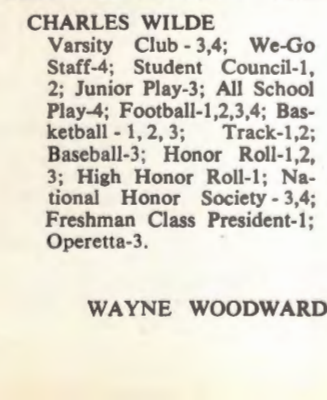 CHARLES WILDE
Varsity Club - 3,4; We-Go
Staff-4; Student Council-1,
2; Junior Play-3; All School
Play-4; Football-1,2,3,4; Bas-
ketball - 1, 2, 3; Track-1,2;
Baseball-3; Honor Roll-1,2,
3; High Honor Roll-1; Na-
tional Honor Society - 3,4;
Freshman Class President-1;
Operetta-3.
WAYNE WOODWARD